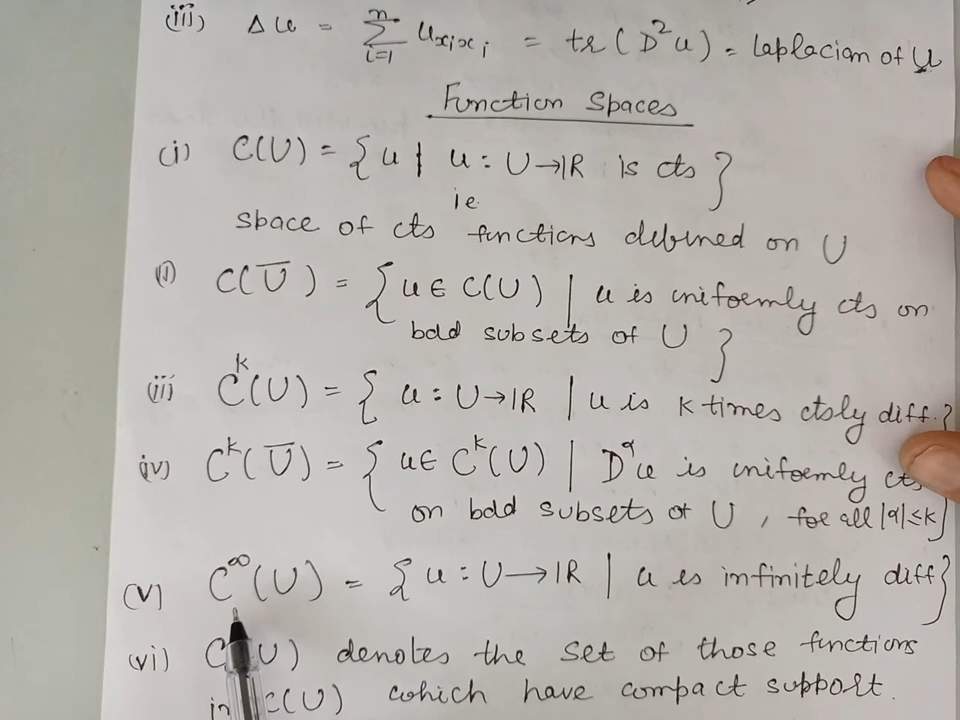 (iii) Δu = Σ_{i=1}^{n} u_{x_i x_i} = tr(D²u) = Laplacian of u
Function Spaces
(i) C(U) = {u | u : U→ℝ is cts }
ie
space of cts functions defined on U
(ii) C(Ū) = {u ∈ C(U) | u is uniformly cts on
bdd subsets of U }
(iii) C^k(U) = { u : U→ℝ | u is k times ctsly diff.}
(iv) C^k(Ū) = { u ∈ C^k(U) | D^α u is uniformly cts
on bdd subsets of U , for all |α|≤k}
(v) C^∞(U) = { u : U→ℝ | u is infinitely diff}
(vi) C (U) denotes the set of those functions
in C(U) which have compact support.